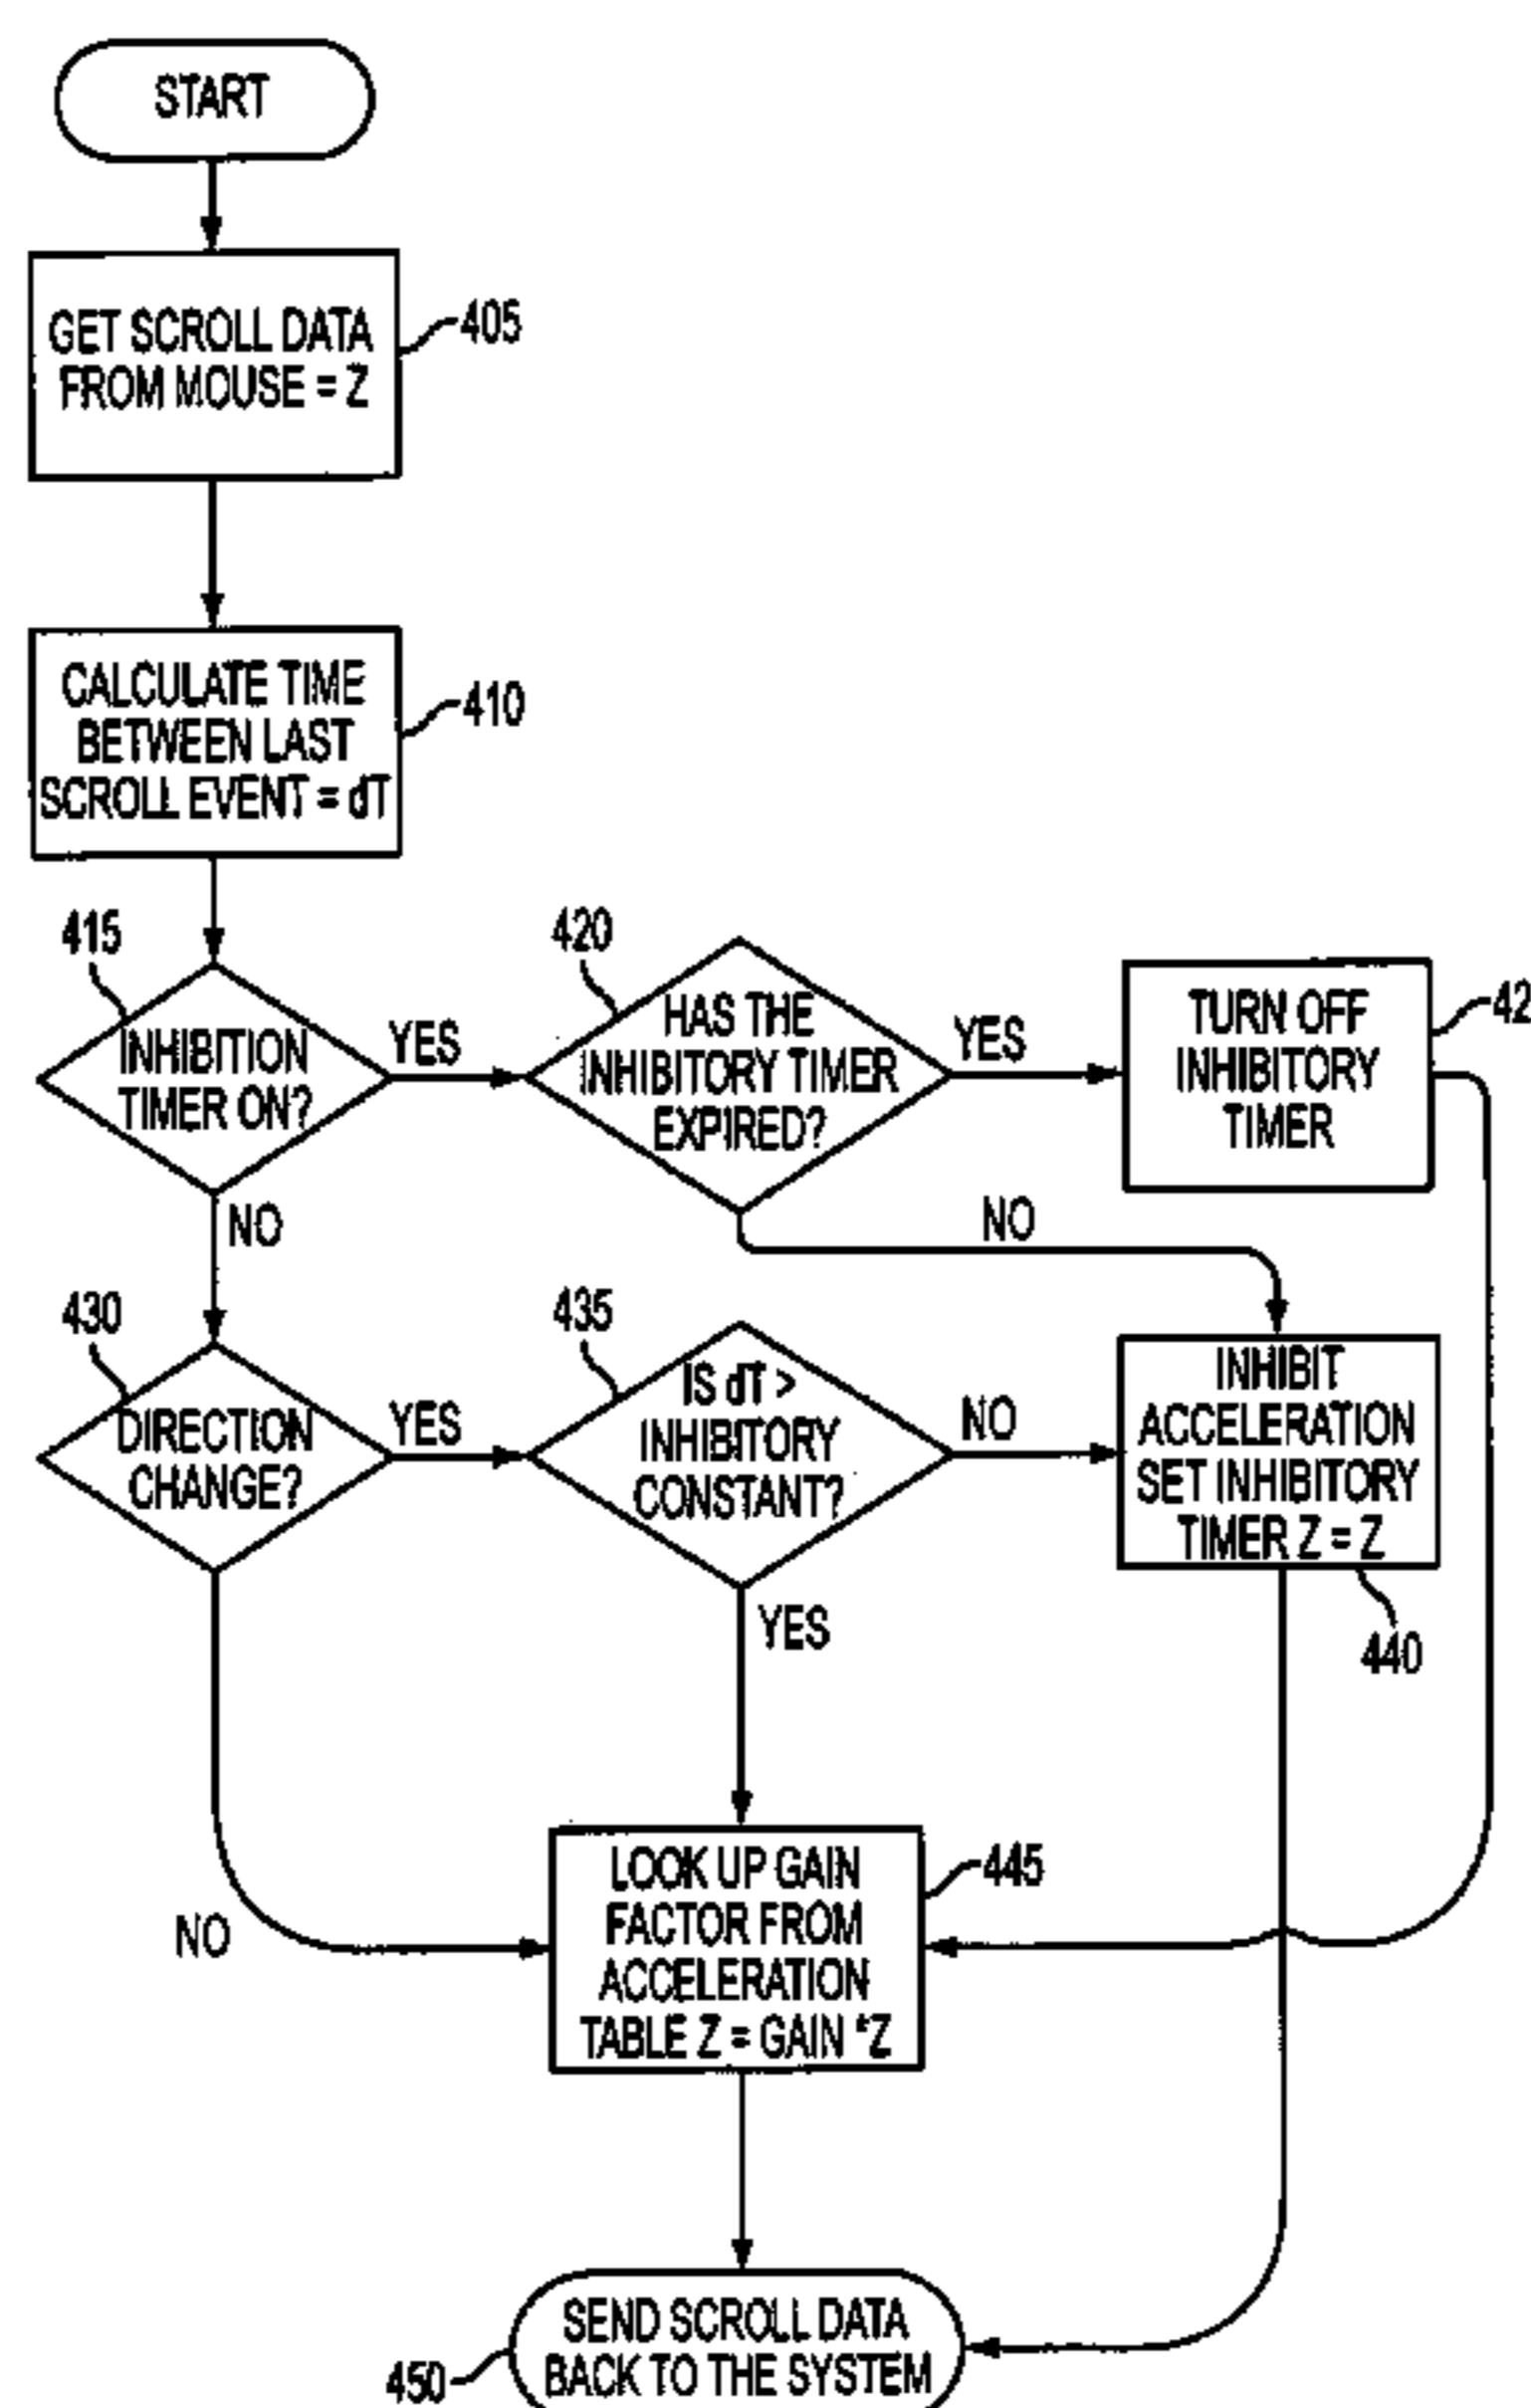 START
GET SCROLL DATA
FROM MOUSE = Z
405
CALCULATE TIME
BETWEEN LAST
SCROLL EVENT = dT
410
415
INHIBITION
TIMER ON?
YES
NO
420
HAS THE
INHIBITORY TIMER
EXPIRED?
YES
NO
TURN OFF
INHIBITORY
TIMER
42
430
DIRECTION
CHANGE?
YES
NO
435
IS dT >
INHIBITORY
CONSTANT?
NO
YES
INHIBIT
ACCELERATION
SET INHIBITORY
TIMER Z = Z
440
LOOK UP GAIN
FACTOR FROM
ACCELERATION
TABLE Z = GAIN *Z
445
SEND SCROLL DATA
BACK TO THE SYSTEM
450